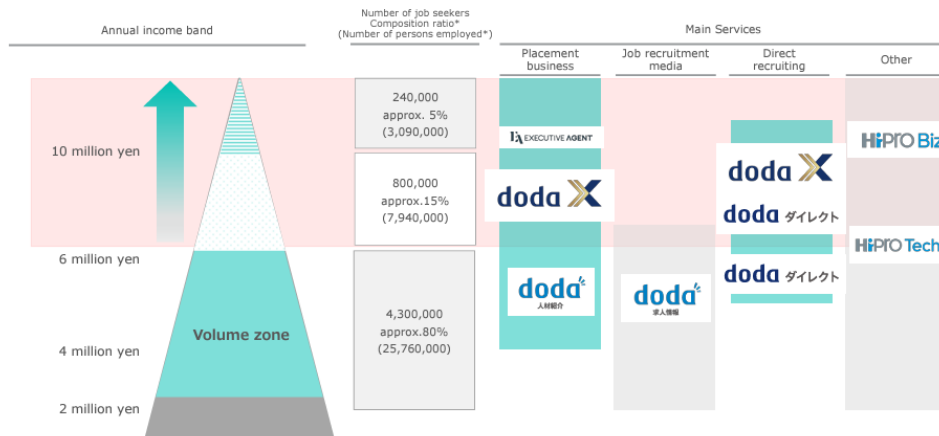 Annual income band
Number of job seekers
Composition ratio*
(Number of persons employed*)
Main Services
Placement
business
Job recruitment
media
Direct
recruiting
Other
10 million yen
6 million yen
4 million yen
2 million yen
Volume zone
240,000
approx. 5%
(3,090,000)
800,000
approx.15%
(7,940,000)
4,300,000
approx.80%
(25,760,000)
EXECUTIVE AGENT
doda X
doda
人材紹介
doda
求人情報
doda X
doda ダイレクト
doda ダイレクト
HiPRO Biz
HiPRO Tech